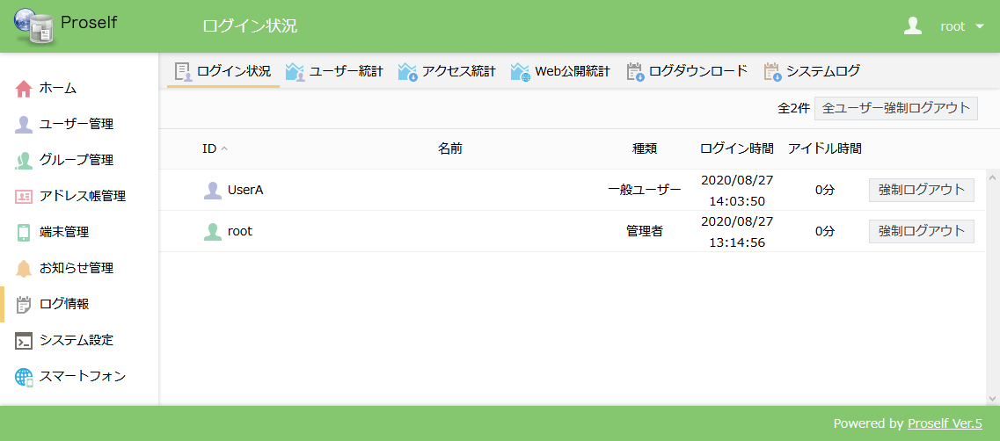 Proself
ログイン状況
root
ホーム
ユーザー管理
グループ管理
アドレス帳管理
端末管理
お知らせ管理
ログ情報
システム設定
スマートフォン
ログイン状況 ユーザー統計 アクセス統計 Web公開統計 ログダウンロード システムログ
全2件 全ユーザー強制ログアウト
ID 名前 種類 ログイン時間 アイドル時間
UserA 一般ユーザー 2020/08/27 14:03:50 0分 強制ログアウト
root 管理者 2020/08/27 13:14:56 0分 強制ログアウト
Powered by Proself Ver.5